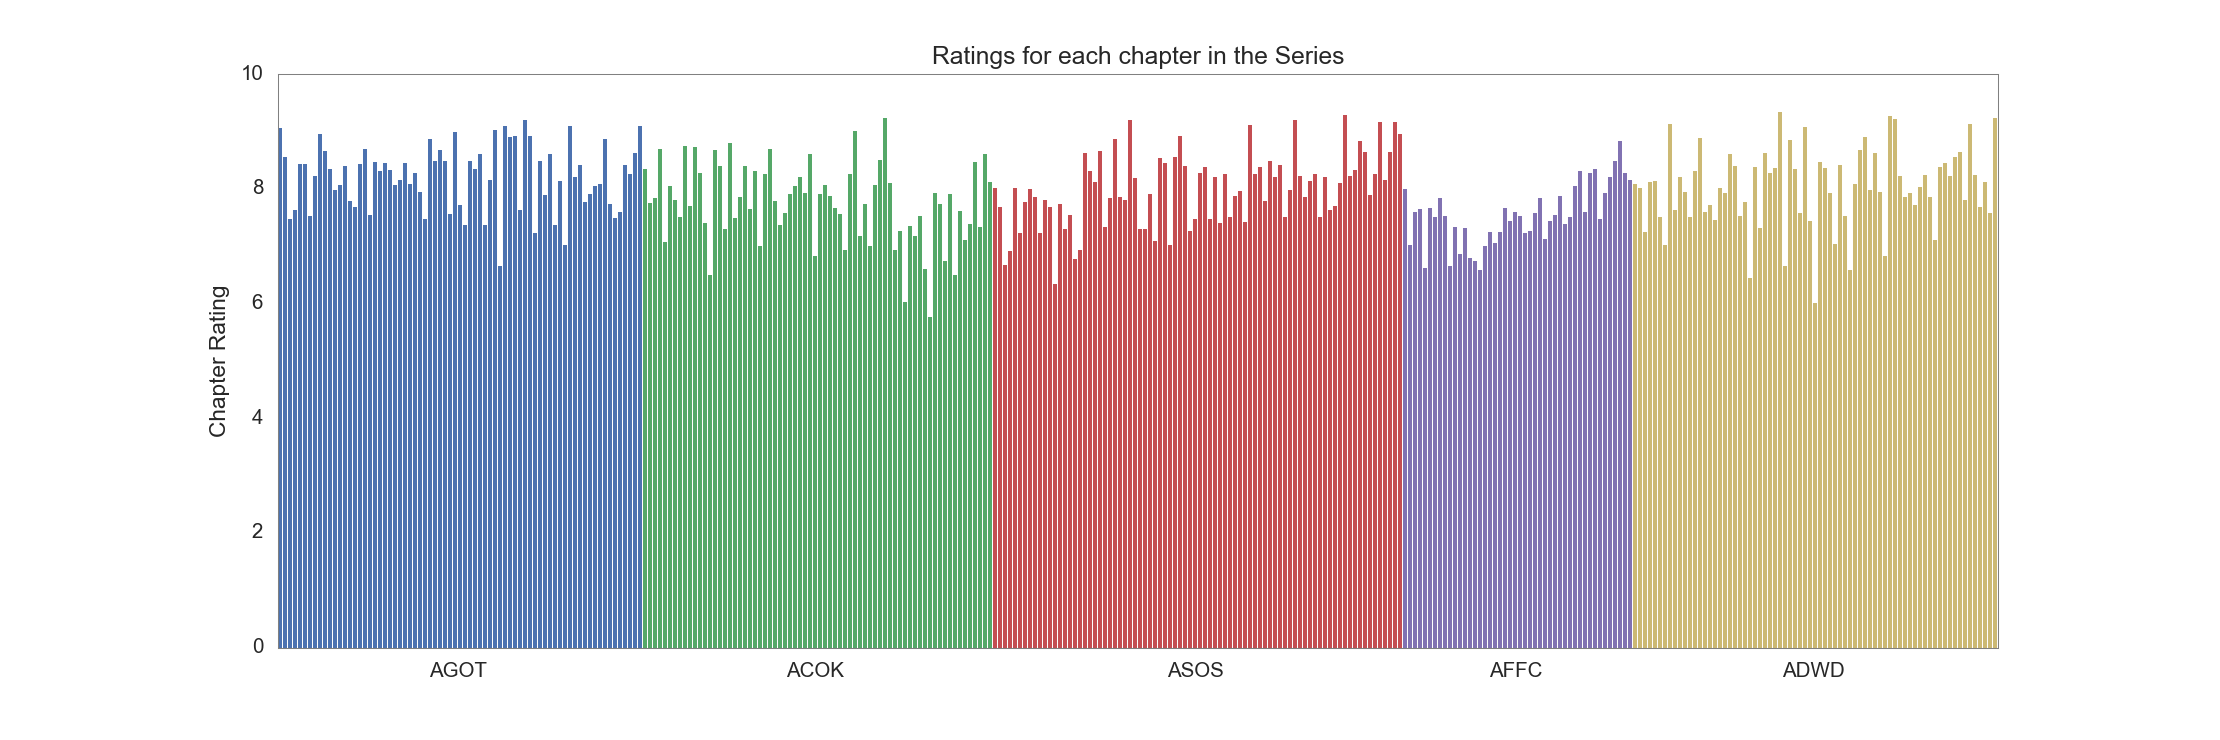 Ratings for each chapter in the Series
10
8
6
4
2
0
Chapter Rating
AGOT
ACOK
ASOS
AFFC
ADWD